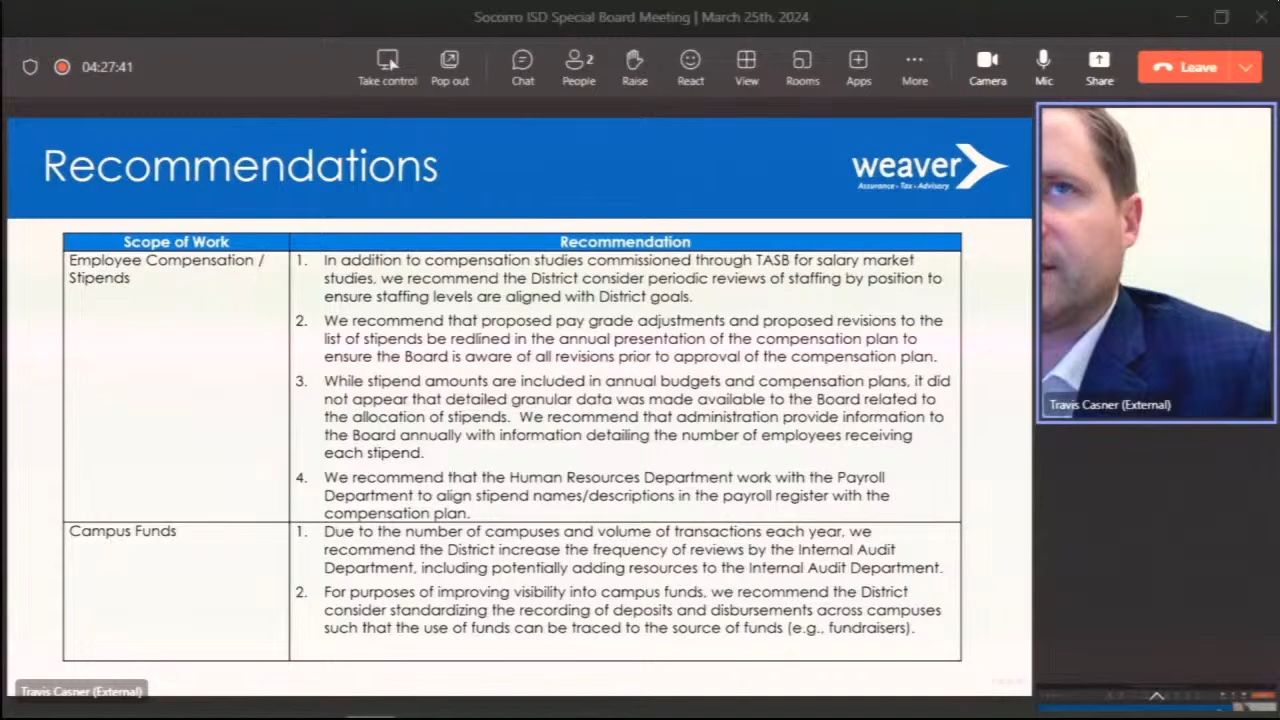 Socorro ISD Special Board Meeting | March 25th, 2024
04:27:41
Take control
Pop out
Chat
2
People
Raise
React
View
Rooms
Apps
More
Camera
Mic
Share
Leave
Recommendations
weaver
Assurance • Tax • Advisory
Scope of Work
Recommendation
Employee Compensation /
Stipends
1. In addition to compensation studies commissioned through TASB for salary market
studies, we recommend the District consider periodic reviews of staffing by position to
ensure staffing levels are aligned with District goals.
2. We recommend that proposed pay grade adjustments and proposed revisions to the
list of stipends be redlined in the annual presentation of the compensation plan to
ensure the Board is aware of all revisions prior to approval of the compensation plan.
3. While stipend amounts are included in annual budgets and compensation plans, it did
not appear that detailed granular data was made available to the Board related to
the allocation of stipends. We recommend that administration provide information to
the Board annually with information detailing the number of employees receiving
each stipend.
4. We recommend that the Human Resources Department work with the Payroll
Department to align stipend names/descriptions in the payroll register with the
compensation plan.
Campus Funds
1. Due to the number of campuses and volume of transactions each year, we
recommend the District increase the frequency of reviews by the Internal Audit
Department, including potentially adding resources to the Internal Audit Department.
2. For purposes of improving visibility into campus funds, we recommend the District
consider standardizing the recording of deposits and disbursements across campuses
such that the use of funds can be traced to the source of funds (e.g., fundraisers).
Travis Casner (External)
Travis Casner (External)